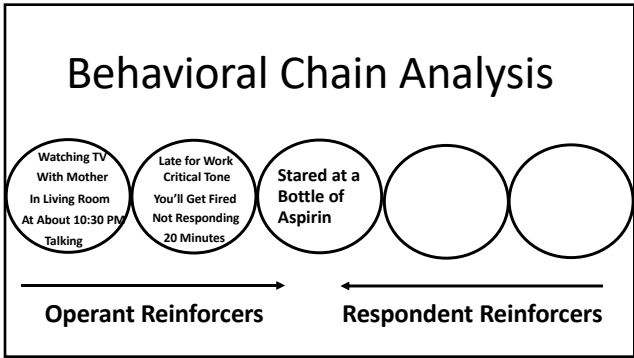 Behavioral Chain Analysis
Watching TV
With Mother
In Living Room
At About 10:30 PM
Talking
Late for Work
Critical Tone
You'll Get Fired
Not Responding
20 Minutes
Stared at a
Bottle of
Aspirin
Operant Reinforcers
Respondent Reinforcers